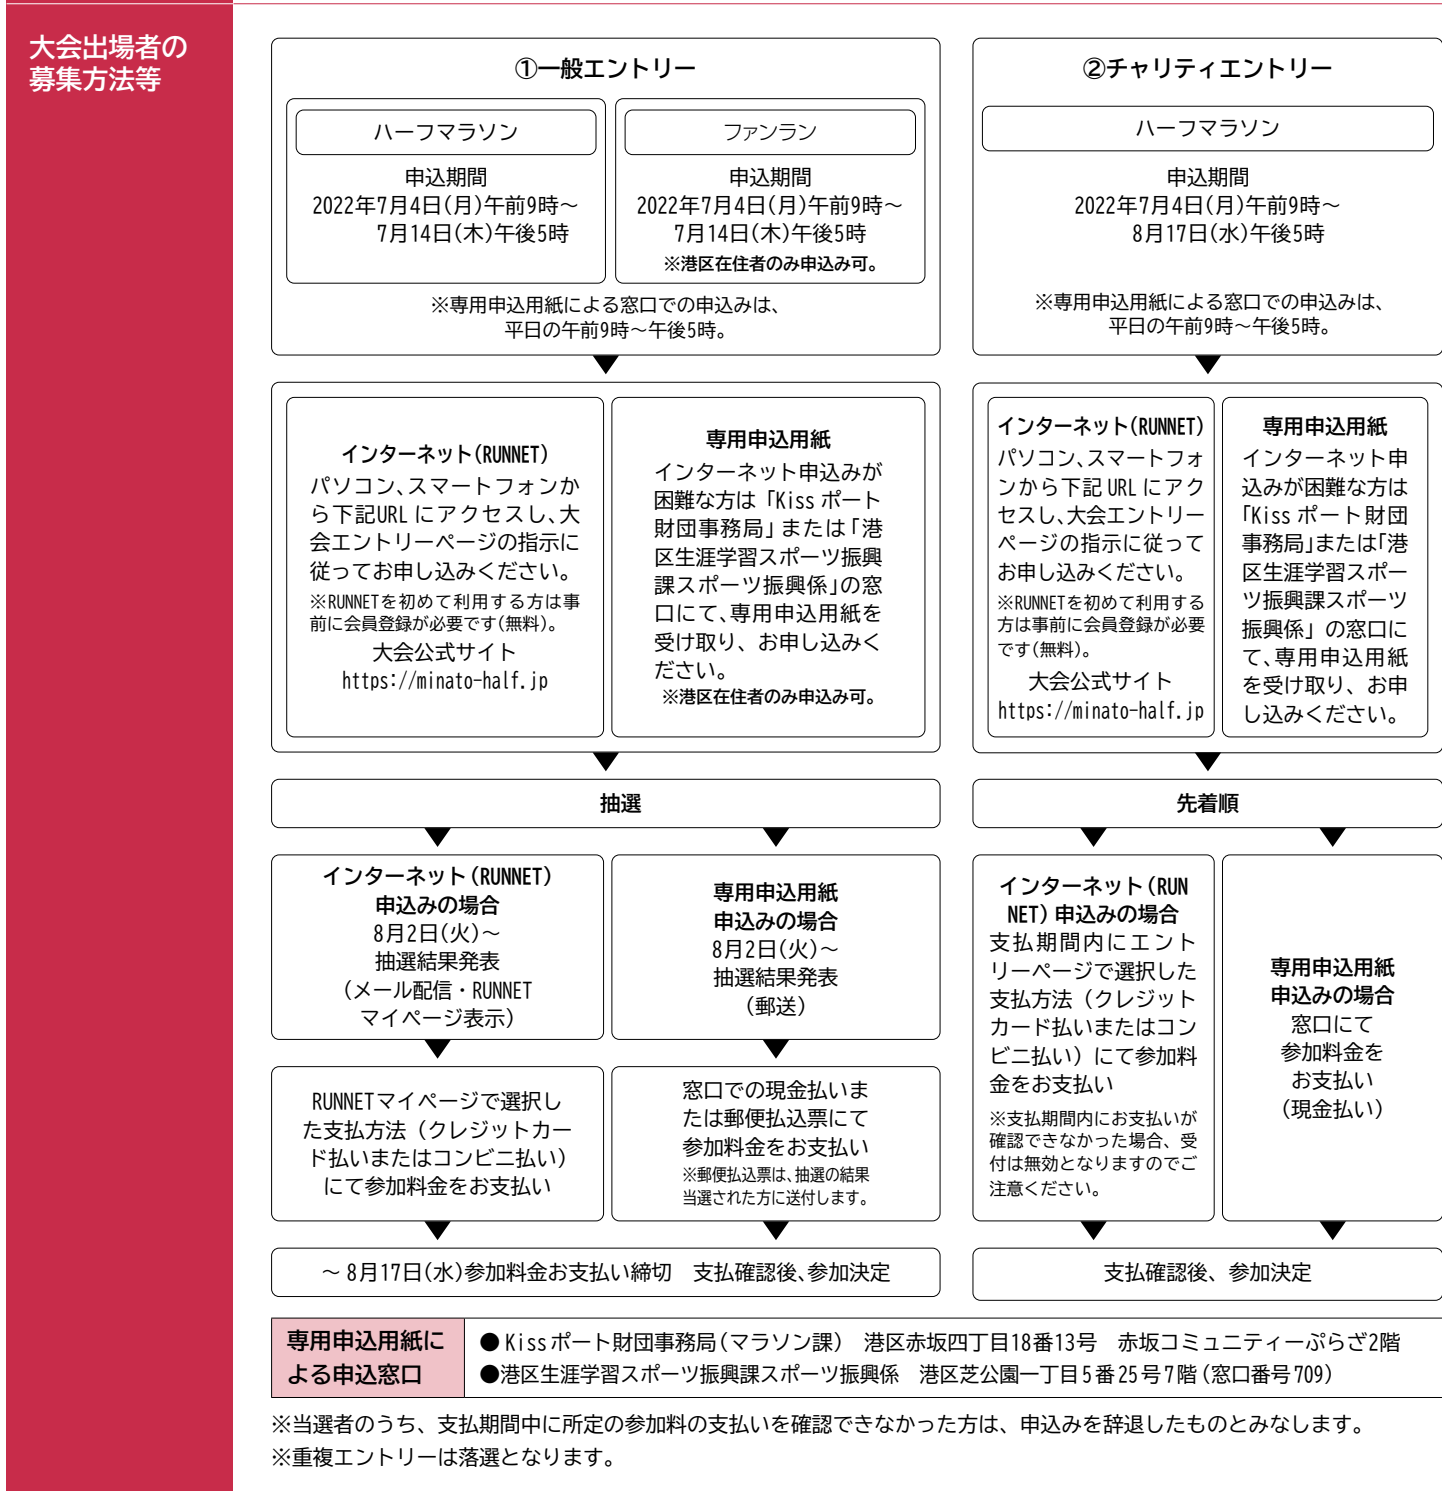 大会出場者の
募集方法等
①一般エントリー
ハーフマラソン
申込期間
2022年7月4日(月)午前9時～
7月14日(木)午後5時
ファンラン
申込期間
2022年7月4日(月)午前9時～
7月14日(木)午後5時
※港区在住者のみ申込み可。
※専用申込用紙による窓口での申込みは、
平日の午前9時～午後5時。
インターネット(RUNNET)
パソコン、スマートフォンか
ら下記URL にアクセスし、大
会エントリーページの指示に
従ってお申し込みください。
※RUNNETを初めて利用する方は事
前に会員登録が必要です(無料)。
大会公式サイト
https://minato-half.jp
専用申込用紙
インターネット申込みが
困難な方は「Kiss ポート
財団事務局」または「港
区生涯学習スポーツ振興
課スポーツ振興係」の窓
口にて、専用申込用紙を
受け取り、お申し込みく
ださい。
※港区在住者のみ申込み可。
抽選
インターネット(RUNNET)
申込みの場合
8月2日(火)～
抽選結果発表
(メール配信・RUNNET
マイページ表示)
専用申込用紙
申込みの場合
8月2日(火)～
抽選結果発表
(郵送)
RUNNETマイページで選択し
た支払方法（クレジットカー
ド払いまたはコンビニ払い）
にて参加料金をお支払い
窓口での現金払いま
たは郵便払込票にて
参加料金をお支払い
※郵便払込票は、抽選の結果
当選された方に送付します。
～ 8月17日(水)参加料金お支払い締切　支払確認後、参加決定
②チャリティエントリー
ハーフマラソン
申込期間
2022年7月4日(月)午前9時～
8月17日(水)午後5時
※専用申込用紙による窓口での申込みは、
平日の午前9時～午後5時。
インターネット(RUNNET)
パソコン、スマートフォ
ンから下記 URL にアク
セスし、大会エントリー
ページの指示に従って
お申し込みください。
※RUNNETを初めて利用する
方は事前に会員登録が必要
です(無料)。
大会公式サイト
https://minato-half.jp
専用申込用紙
インターネット申
込みが困難な方は
「Kiss ポート財団
事務局」または「港
区生涯学習スポー
ツ振興課スポーツ
振興係」の窓口に
て、専用申込用紙
を受け取り、お申
し込みください。
先着順
インターネット(RUN
NET)申込みの場合
支払期間内にエント
リーページで選択した
支払方法（クレジット
カード払いまたはコン
ビニ払い）にて参加料
金をお支払い
※支払期間内にお支払いが
確認できなかった場合、受
付は無効となりますのでご
注意ください。
専用申込用紙
申込みの場合
窓口にて
参加料金を
お支払い
(現金払い)
支払確認後、参加決定
専用申込用紙に
よる申込窓口
●Kissポート財団事務局(マラソン課)　港区赤坂四丁目18番13号　赤坂コミュニティーぷらざ2階
●港区生涯学習スポーツ振興課スポーツ振興係　港区芝公園一丁目5番25号7階(窓口番号709)
※当選者のうち、支払期間中に所定の参加料の支払いを確認できなかった方は、申込みを辞退したものとみなします。
※重複エントリーは落選となります。